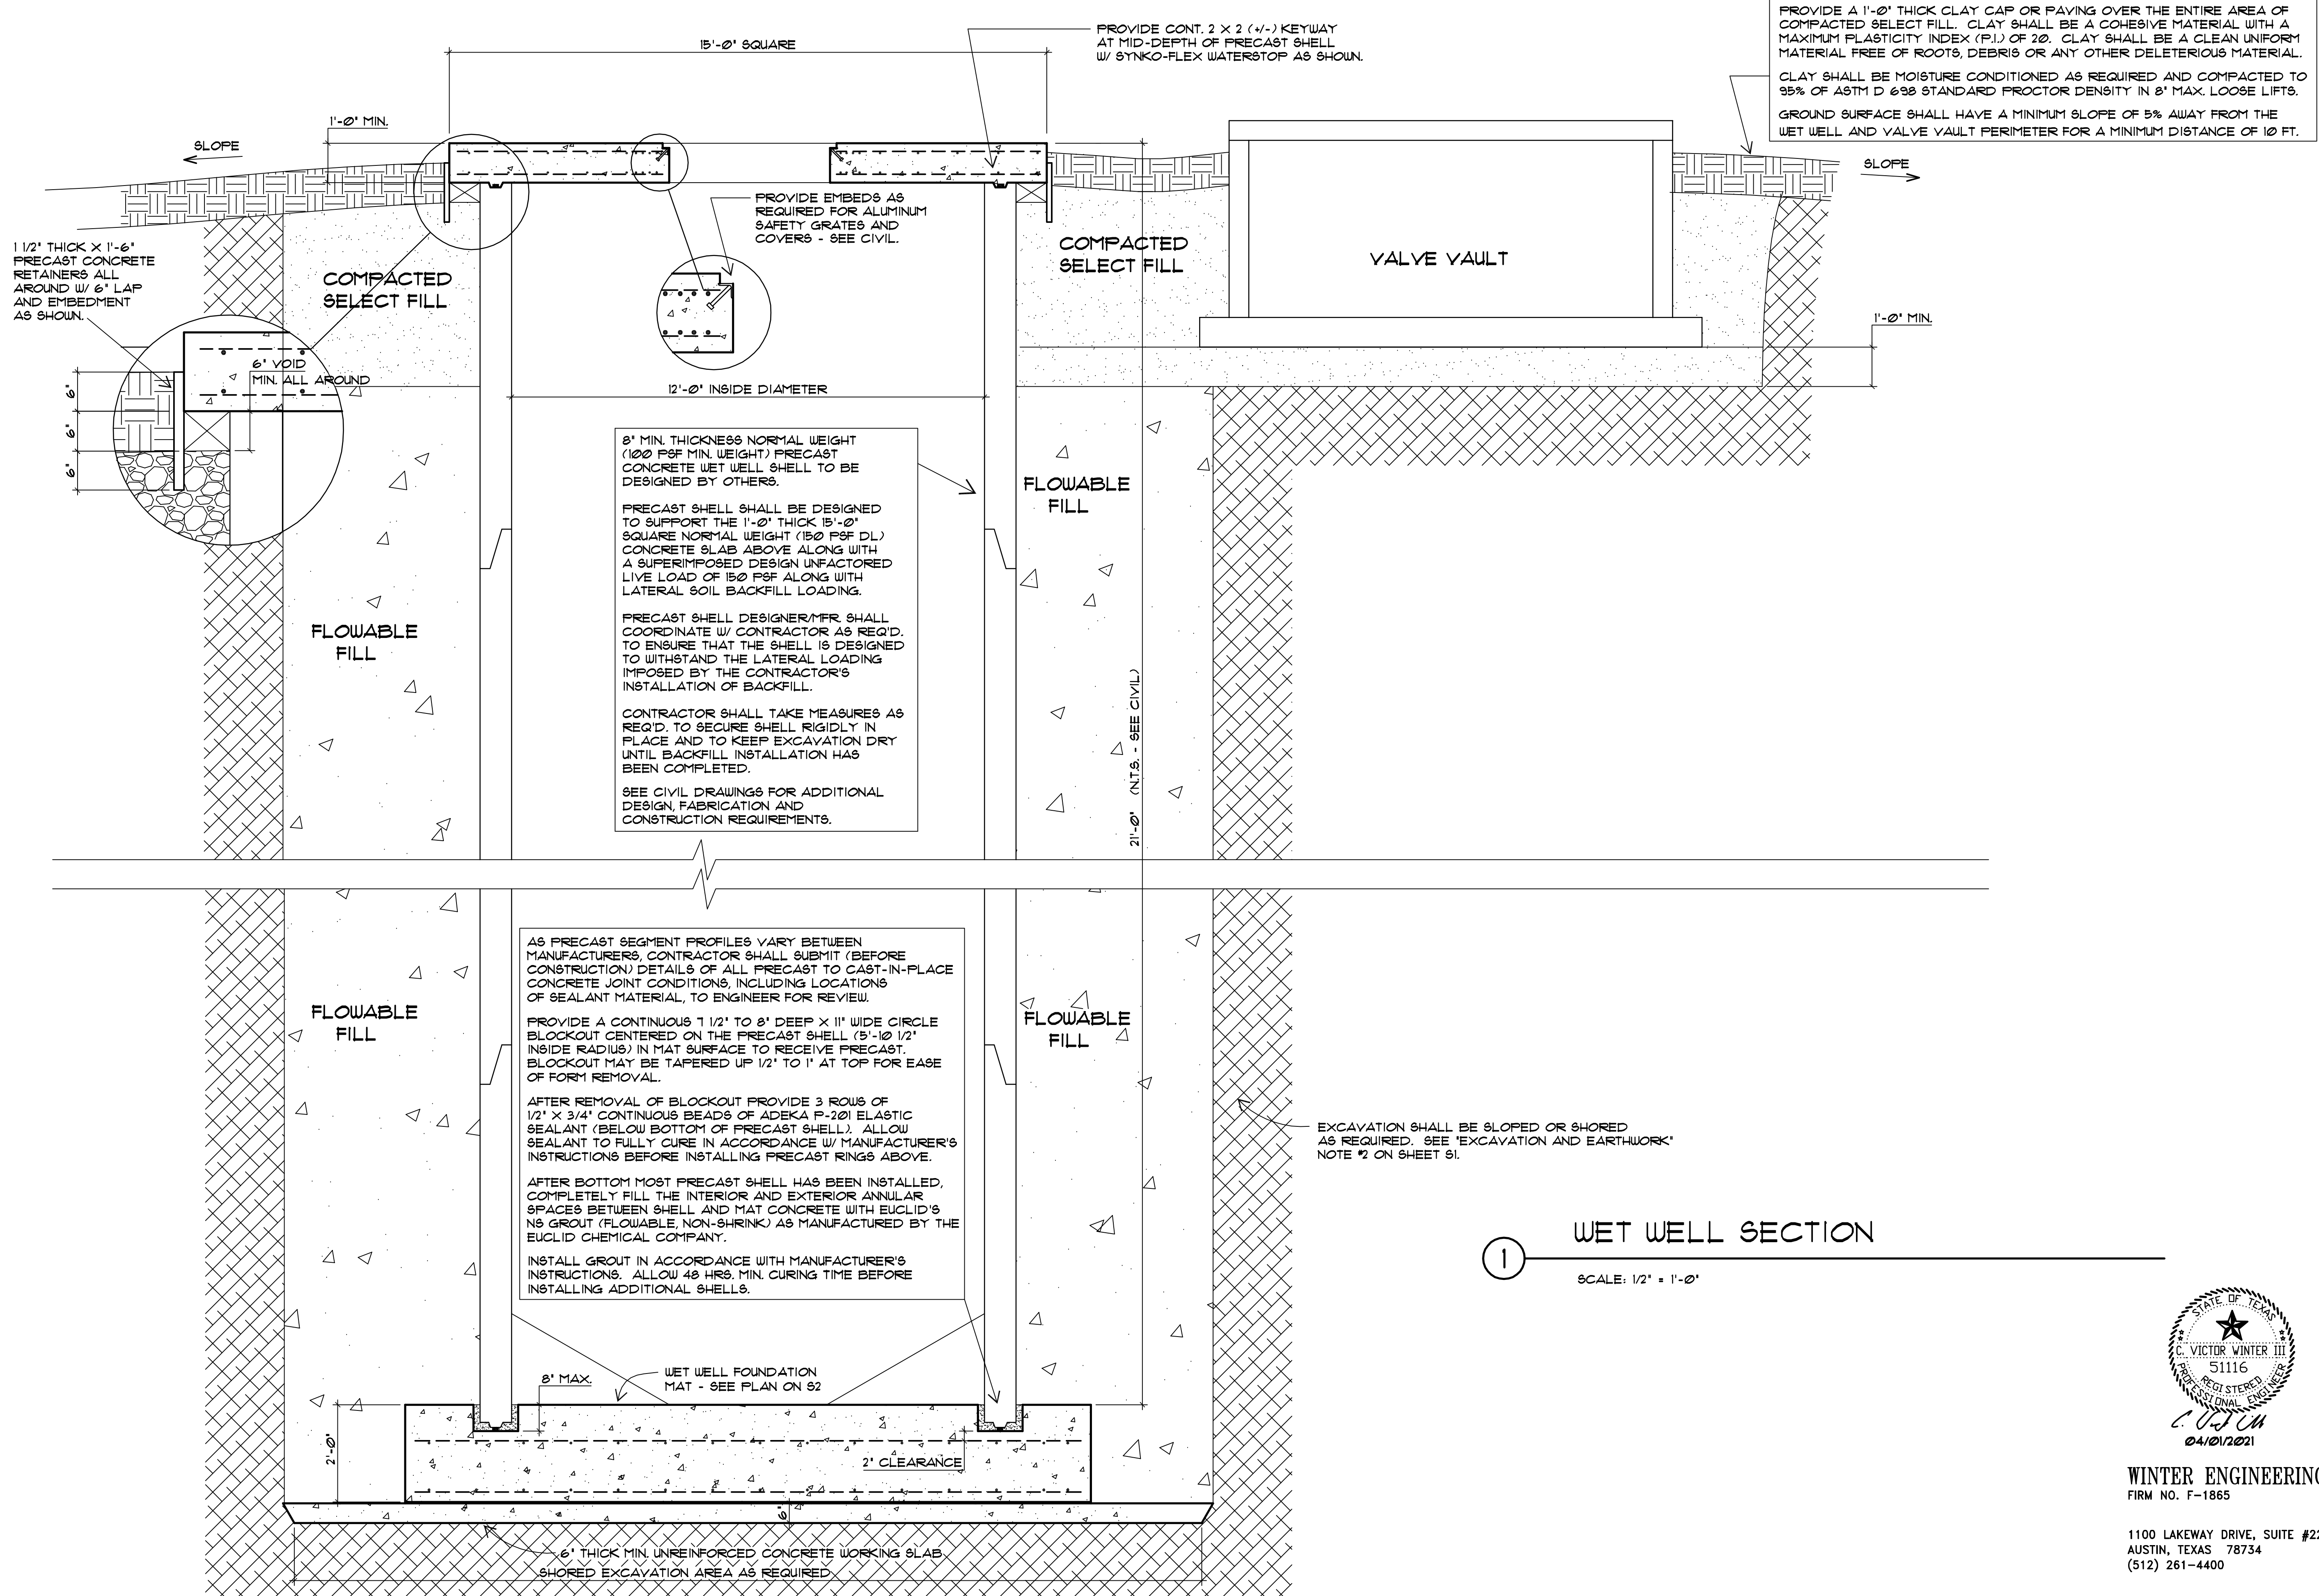 15'-0" SQUARE
PROVIDE CONT. 2 X 2 (+/-) KEYWAY
AT MID-DEPTH OF PRECAST SHELL
W/ SYNKO-FLEX WATERSTOP AS SHOWN.
PROVIDE A 1'-0" THICK CLAY CAP OR PAVING OVER THE ENTIRE AREA OF
COMPACTED SELECT FILL. CLAY SHALL BE A COHESIVE MATERIAL WITH A
MAXIMUM PLASTICITY INDEX (P.I.) OF 20. CLAY SHALL BE A CLEAN UNIFORM
MATERIAL FREE OF ROOTS, DEBRIS OR ANY OTHER DELETERIOUS MATERIAL.
CLAY SHALL BE MOISTURE CONDITIONED AS REQUIRED AND COMPACTED TO
95% OF ASTM D 698 STANDARD PROCTOR DENSITY IN 8" MAX. LOOSE LIFTS.
GROUND SURFACE SHALL HAVE A MINIMUM SLOPE OF 5% AWAY FROM THE
WET WELL AND VALVE VAULT PERIMETER FOR A MINIMUM DISTANCE OF 10 FT.
1'-0" MIN.
SLOPE
SLOPE
PROVIDE EMBEDS AS
REQUIRED FOR ALUMINUM
SAFETY GRATES AND
COVERS - SEE CIVIL.
1 1/2" THICK X 1'-6"
PRECAST CONCRETE
RETAINERS ALL
AROUND W/ 6" LAP
AND EMBEDMENT
AS SHOWN.
COMPACTED
SELECT FILL
COMPACTED
SELECT FILL
VALVE VAULT
1'-0" MIN.
6" VOID
MIN. ALL AROUND
6"
6"
6"
12'-0" INSIDE DIAMETER
8" MIN. THICKNESS NORMAL WEIGHT
(100 PSF MIN. WEIGHT) PRECAST
CONCRETE WET WELL SHELL TO BE
DESIGNED BY OTHERS.
PRECAST SHELL SHALL BE DESIGNED
TO SUPPORT THE 1'-0" THICK 15'-0"
SQUARE NORMAL WEIGHT (150 PSF DL)
CONCRETE SLAB ABOVE ALONG WITH
A SUPERIMPOSED DESIGN UNFACTORED
LIVE LOAD OF 150 PSF ALONG WITH
LATERAL SOIL BACKFILL LOADING.
PRECAST SHELL DESIGNER/MFR. SHALL
COORDINATE W/ CONTRACTOR AS REQ'D.
TO ENSURE THAT THE SHELL IS DESIGNED
TO WITHSTAND THE LATERAL LOADING
IMPOSED BY THE CONTRACTOR'S
INSTALLATION OF BACKFILL.
CONTRACTOR SHALL TAKE MEASURES AS
REQ'D. TO SECURE SHELL RIGIDLY IN
PLACE AND TO KEEP EXCAVATION DRY
UNTIL BACKFILL INSTALLATION HAS
BEEN COMPLETED.
SEE CIVIL DRAWINGS FOR ADDITIONAL
DESIGN, FABRICATION AND
CONSTRUCTION REQUIREMENTS.
FLOWABLE
FILL
FLOWABLE
FILL
21'-0" (N.T.S. - SEE CIVIL)
AS PRECAST SEGMENT PROFILES VARY BETWEEN
MANUFACTURERS, CONTRACTOR SHALL SUBMIT (BEFORE
CONSTRUCTION) DETAILS OF ALL PRECAST TO CAST-IN-PLACE
CONCRETE JOINT CONDITIONS, INCLUDING LOCATIONS
OF SEALANT MATERIAL, TO ENGINEER FOR REVIEW.
PROVIDE A CONTINUOUS 7 1/2" TO 8" DEEP X 11" WIDE CIRCLE
BLOCKOUT CENTERED ON THE PRECAST SHELL (5'-10 1/2"
INSIDE RADIUS) IN MAT SURFACE TO RECEIVE PRECAST.
BLOCKOUT MAY BE TAPERED UP 1/2" TO 1" AT TOP FOR EASE
OF FORM REMOVAL.
AFTER REMOVAL OF BLOCKOUT PROVIDE 3 ROWS OF
1/2" X 3/4" CONTINUOUS BEADS OF ADEKA P-201 ELASTIC
SEALANT (BELOW BOTTOM OF PRECAST SHELL). ALLOW
SEALANT TO FULLY CURE IN ACCORDANCE W/ MANUFACTURER'S
INSTRUCTIONS BEFORE INSTALLING PRECAST RINGS ABOVE.
AFTER BOTTOM MOST PRECAST SHELL HAS BEEN INSTALLED,
COMPLETELY FILL THE INTERIOR AND EXTERIOR ANNULAR
SPACES BETWEEN SHELL AND MAT CONCRETE WITH EUCLID'S
NS GROUT (FLOWABLE, NON-SHRINK) AS MANUFACTURED BY THE
EUCLID CHEMICAL COMPANY.
INSTALL GROUT IN ACCORDANCE WITH MANUFACTURER'S
INSTRUCTIONS. ALLOW 48 HRS. MIN. CURING TIME BEFORE
INSTALLING ADDITIONAL SHELLS.
FLOWABLE
FILL
FLOWABLE
FILL
EXCAVATION SHALL BE SLOPED OR SHORED
AS REQUIRED. SEE "EXCAVATION AND EARTHWORK"
NOTE #2 ON SHEET S1.
1
WET WELL SECTION
SCALE: 1/2" = 1'-0"
8" MAX.
WET WELL FOUNDATION
MAT - SEE PLAN ON S2
2'-0"
2" CLEARANCE
6"
6" THICK MIN. UNREINFORCED CONCRETE WORKING SLAB
SHORED EXCAVATION AREA AS REQUIRED
STATE OF TEXAS
C. VICTOR WINTER III
51116
REGISTERED
PROFESSIONAL ENGINEER
04/01/2021
WINTER ENGINEERING
FIRM NO. F-1865
1100 LAKEWAY DRIVE, SUITE #22
AUSTIN, TEXAS 78734
(512) 261-4400